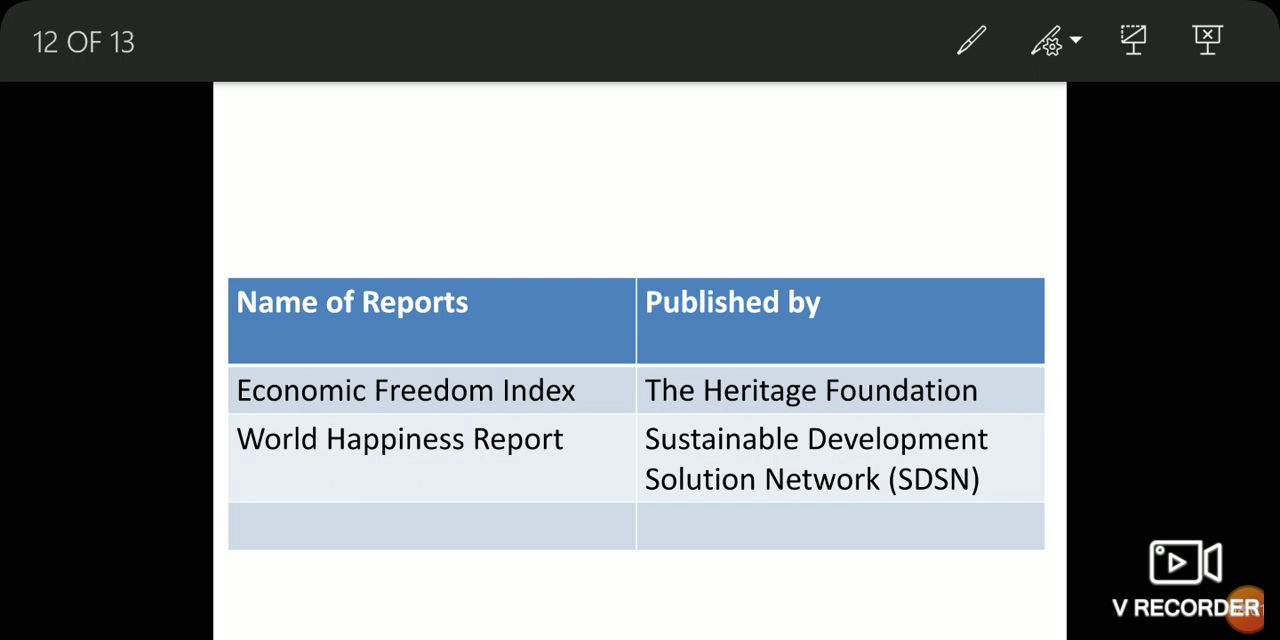 12 OF 13
Name of Reports
Published by
Economic Freedom Index
The Heritage Foundation
World Happiness Report
Sustainable Development
Solution Network (SDSN)
V RECORDER